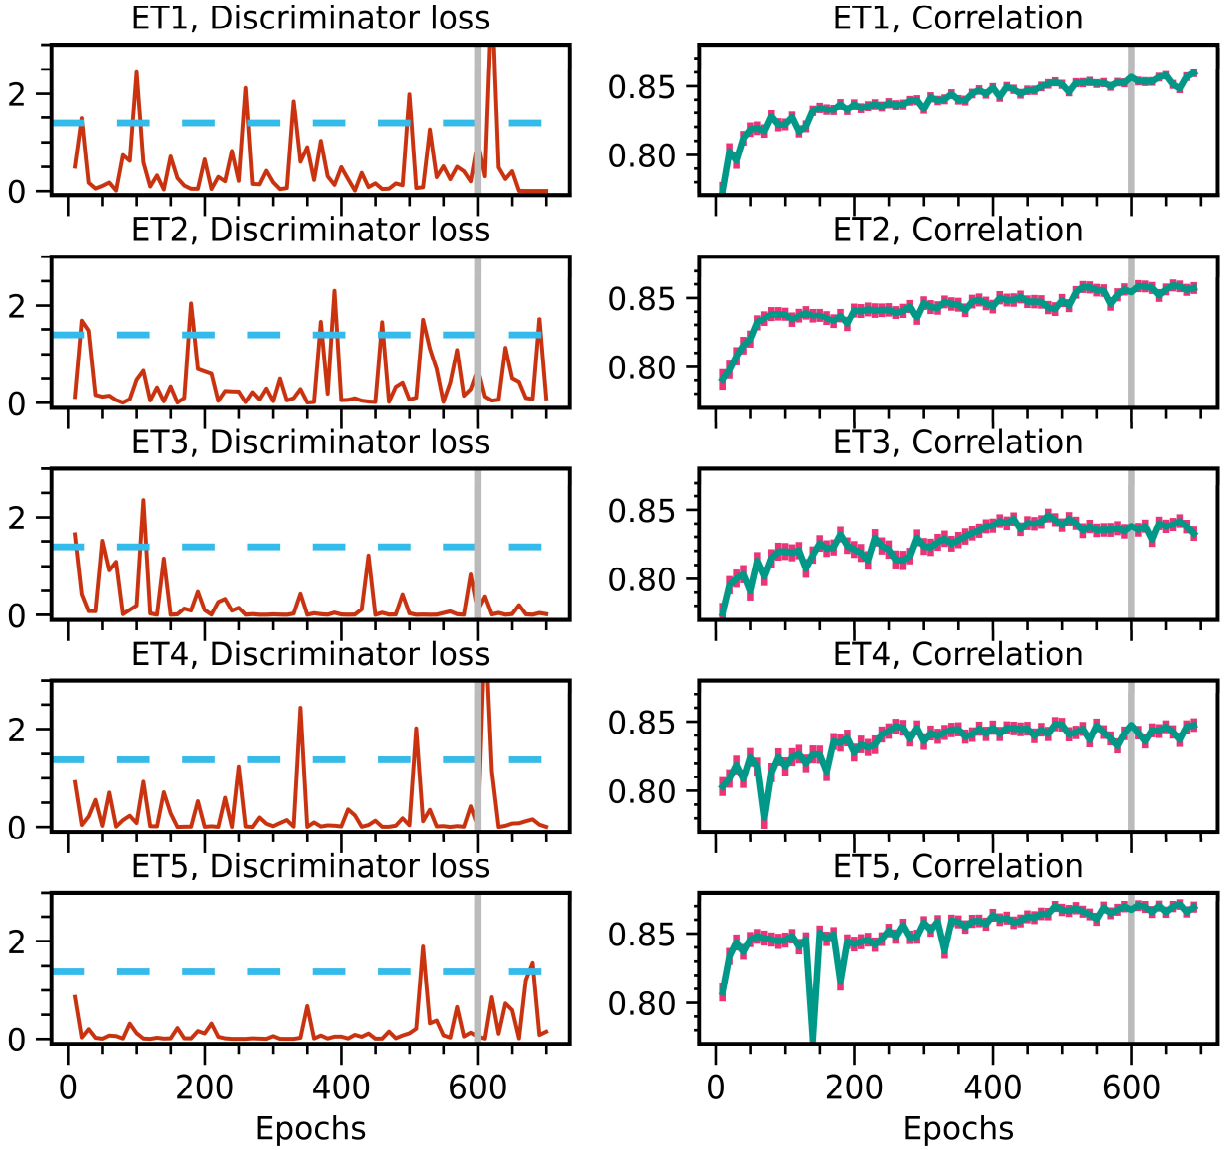 ET1, Discriminator loss
ET1, Correlation
2
0
0.85
0.80
ET2, Discriminator loss
ET2, Correlation
2
0
0.85
0.80
ET3, Discriminator loss
ET3, Correlation
2
0
0.85
0.80
ET4, Discriminator loss
ET4, Correlation
2
0
0.85
0.80
ET5, Discriminator loss
ET5, Correlation
2
0
0.85
0.80
0 200 400 600
0 200 400 600
Epochs
Epochs